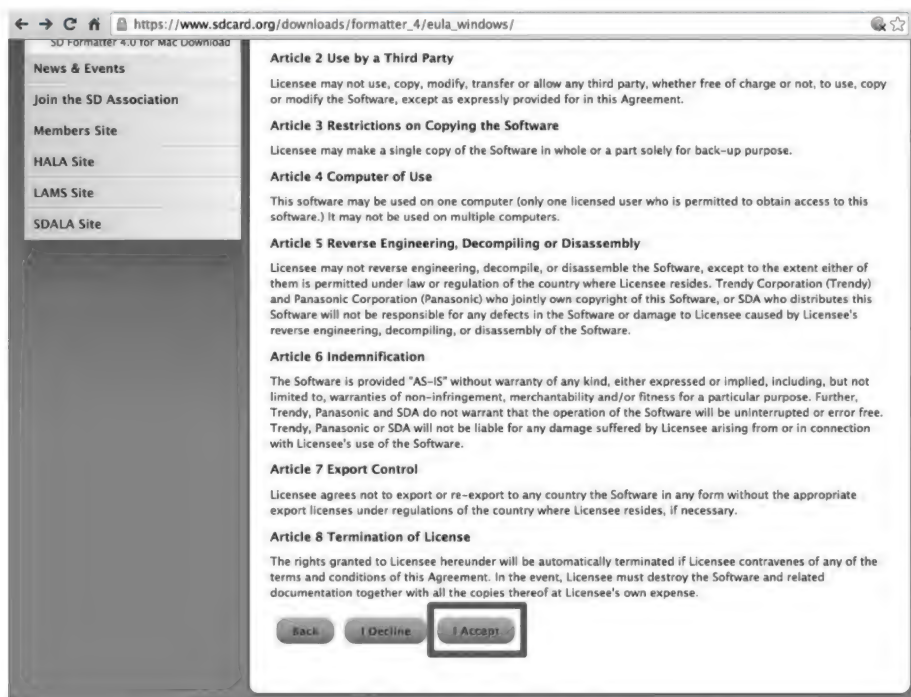 https://www.sdcard.org/downloads/formatter_4/eula_windows/
SD Formatter 4.0 for Mac Download
News & Events
Join the SD Association
Members Site
HALA Site
LAMS Site
SDALA Site
Article 2 Use by a Third Party
Licensee may not use, copy, modify, transfer or allow any third party, whether free of charge or not, to use, copy
or modify the Software, except as expressly provided for in this Agreement.
Article 3 Restrictions on Copying the Software
Licensee may make a single copy of the Software in whole or a part solely for back-up purpose.
Article 4 Computer of Use
This software may be used on one computer (only one licensed user who is permitted to obtain access to this
software.) It may not be used on multiple computers.
Article 5 Reverse Engineering, Decompiling or Disassembly
Licensee may not reverse engineering, decompile, or disassemble the Software, except to the extent either of
them is permitted under law or regulation of the country where Licensee resides. Trendy Corporation (Trendy)
and Panasonic Corporation (Panasonic) who jointly own copyright of this Software, or SDA who distributes this
Software will not be responsible for any defects in the Software or damage to Licensee caused by Licensee's
reverse engineering, decompiling, or disassembly of the Software.
Article 6 Indemnification
The Software is provided "AS-IS" without warranty of any kind, either expressed or implied, including, but not
limited to, warranties of non-infringement, merchantability and/or fitness for a particular purpose. Further,
Trendy, Panasonic and SDA do not warrant that the operation of the Software will be uninterrupted or error free.
Trendy, Panasonic or SDA will not be liable for any damage suffered by Licensee arising from or in connection
with Licensee's use of the Software.
Article 7 Export Control
Licensee agrees not to export or re-export to any country the Software in any form without the appropriate
export licenses under regulations of the country where Licensee resides, if necessary.
Article 8 Termination of License
The rights granted to Licensee hereunder will be automatically terminated if Licensee contravenes of any of the
terms and conditions of this Agreement. In the event, Licensee must destroy the Software and related
documentation together with all the copies thereof at Licensee's own expense.
Back I Decline I Accept